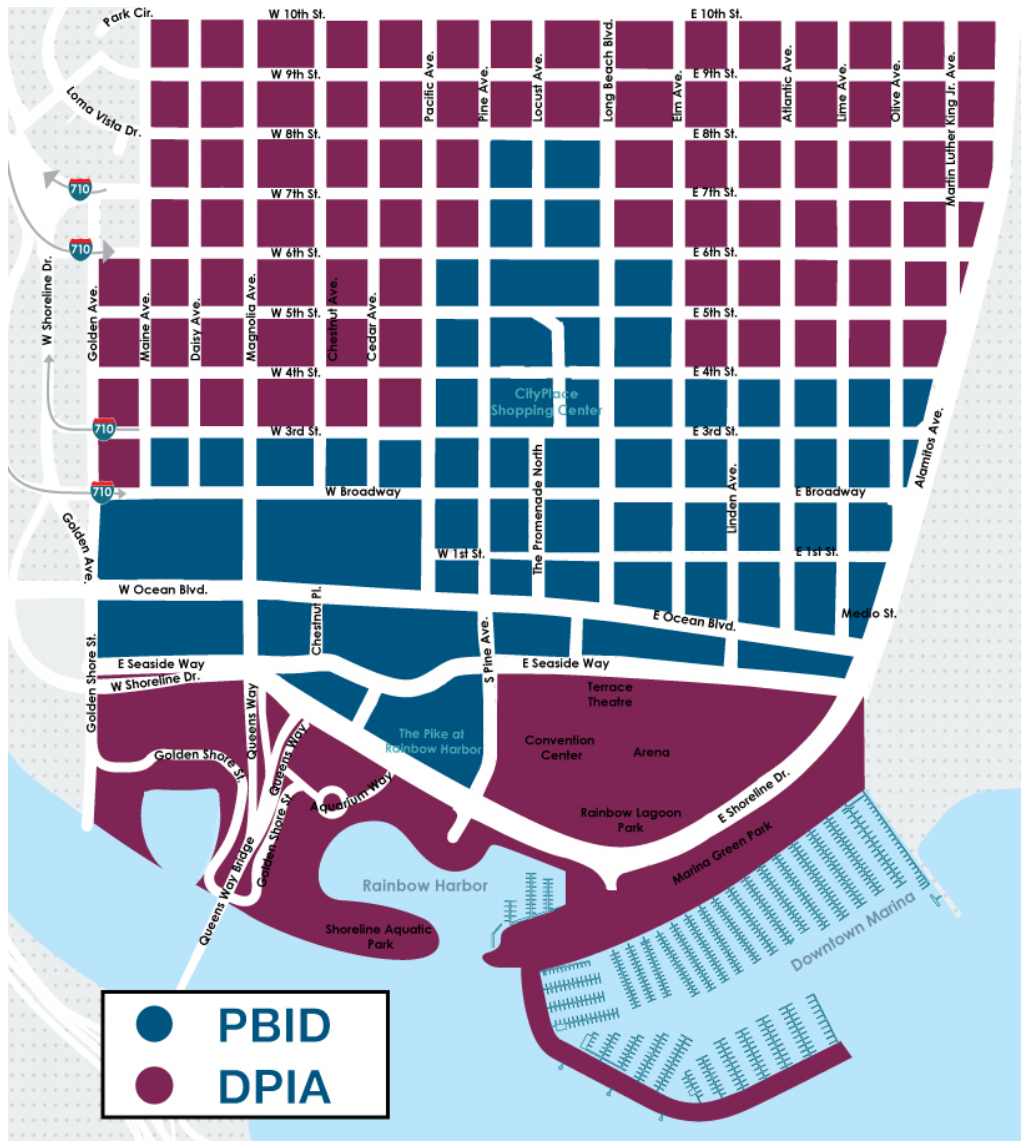 Park Cir.
W 10th St.
E 10th St.
W 9th St.
E 9th St.
Loma Vista Dr.
Pacific Ave.
Pine Ave.
Locust Ave.
Long Beach Blvd.
Elm Ave.
Atlantic Ave.
Lime Ave.
Olive Ave.
Martin Luther King Jr. Ave.
W 8th St.
E 8th St.
710
W 7th St.
E 7th St.
710
W 6th St.
E 6th St.
W Shoreline Dr.
Golden Ave.
Maine Ave.
Daisy Ave.
Magnolia Ave.
Chestnut Ave.
Cedar Ave.
W 5th St.
E 5th St.
W 4th St.
E 4th St.
CityPlace
Shopping Center
710
W 3rd St.
E 3rd St.
Alamitos Ave.
710
W Broadway
The Promenade North
Linden Ave.
E Broadway
Golden Ave.
W 1st St.
E 1st St.
W Ocean Blvd.
Chestnut Pl.
E Ocean Blvd.
Medio St.
Golden Shore St.
E Seaside Way
S Pine Ave.
E Seaside Way
W Shoreline Dr.
Terrace
Theatre
Queens Way
Queens Way
The Pike at
Rainbow Harbor
Convention
Center
Arena
Golden Shore St.
Aquarium Way
Golden Shore St.
E Shoreline Dr.
Rainbow Lagoon
Park
Marina Green Park
Queens Way Bridge
Rainbow Harbor
Shoreline Aquatic
Park
Downtown Marina
PBID
DPIA